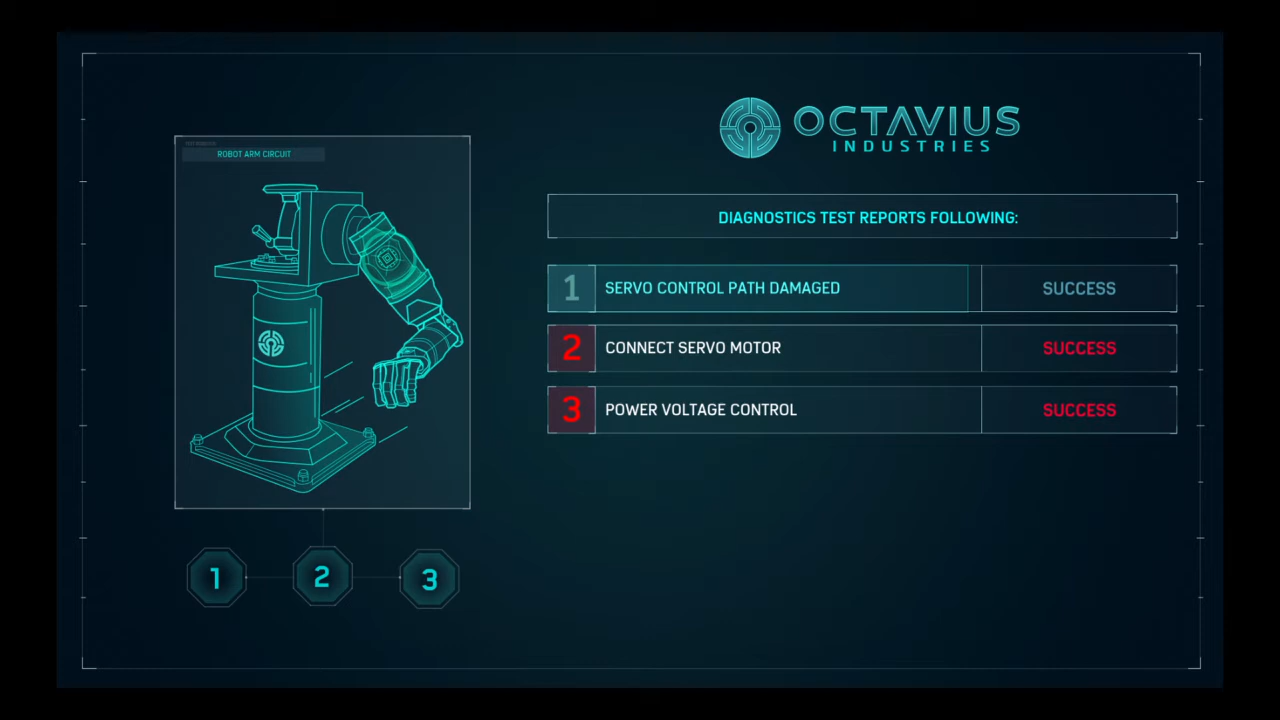 OCTAVIUS
INDUSTRIES
ROBOT ARM CIRCUIT
DIAGNOSTICS TEST REPORTS FOLLOWING:
1 SERVO CONTROL PATH DAMAGED SUCCESS
2 CONNECT SERVO MOTOR SUCCESS
3 POWER VOLTAGE CONTROL SUCCESS
1 2 3